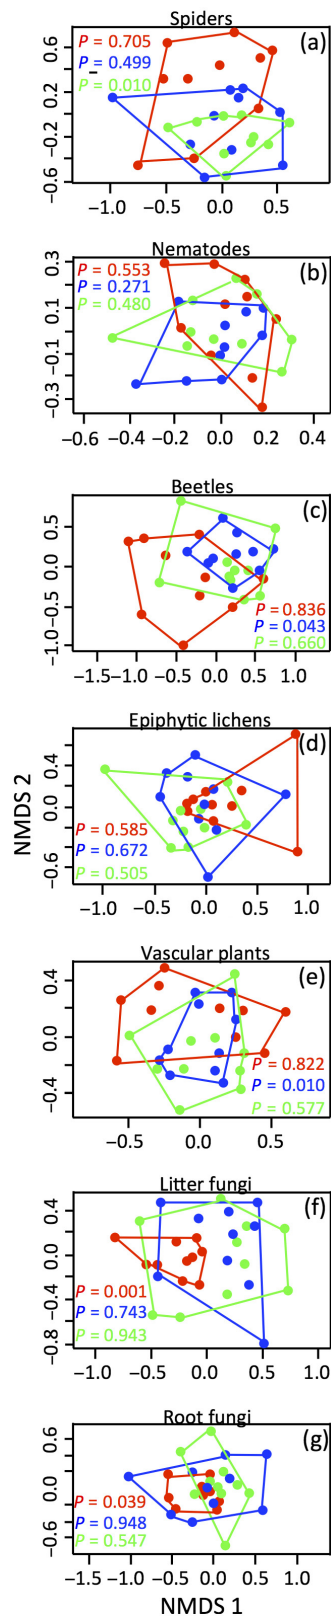 Spiders
(a)
P = 0.705
P = 0.499
P = 0.010
0.6
0.2
−0.2
−0.6
−1.0 −0.5 0.0 0.5
Nematodes
(b)
P = 0.553
P = 0.271
P = 0.480
0.3
0.1
−0.1
−0.3
−0.6 −0.4 −0.2 0.0 0.2 0.4
Beetles
(c)
0.5
0.0
−0.5
−1.0
P = 0.836
P = 0.043
P = 0.660
−1.5 −1.0 −0.5 0.0 0.5 1.0
Epiphytic lichens
(d)
0.4
0.0
−0.6
P = 0.585
P = 0.672
P = 0.505
−1.0 −0.5 0.0 0.5 1.0
NMDS 2
Vascular plants
(e)
0.4
0.0
−0.4
P = 0.822
P = 0.010
P = 0.577
−0.5 0.0 0.5
Litter fungi
(f)
0.4
0.0
−0.4
−0.8
P = 0.001
P = 0.743
P = 0.943
−1.0 −0.5 0.0 0.5 1.0
Root fungi
(g)
0.6
0.0
−0.6
P = 0.039
P = 0.948
P = 0.547
−1.5 −1.0 −0.5 0.0 0.5 1.0
NMDS 1